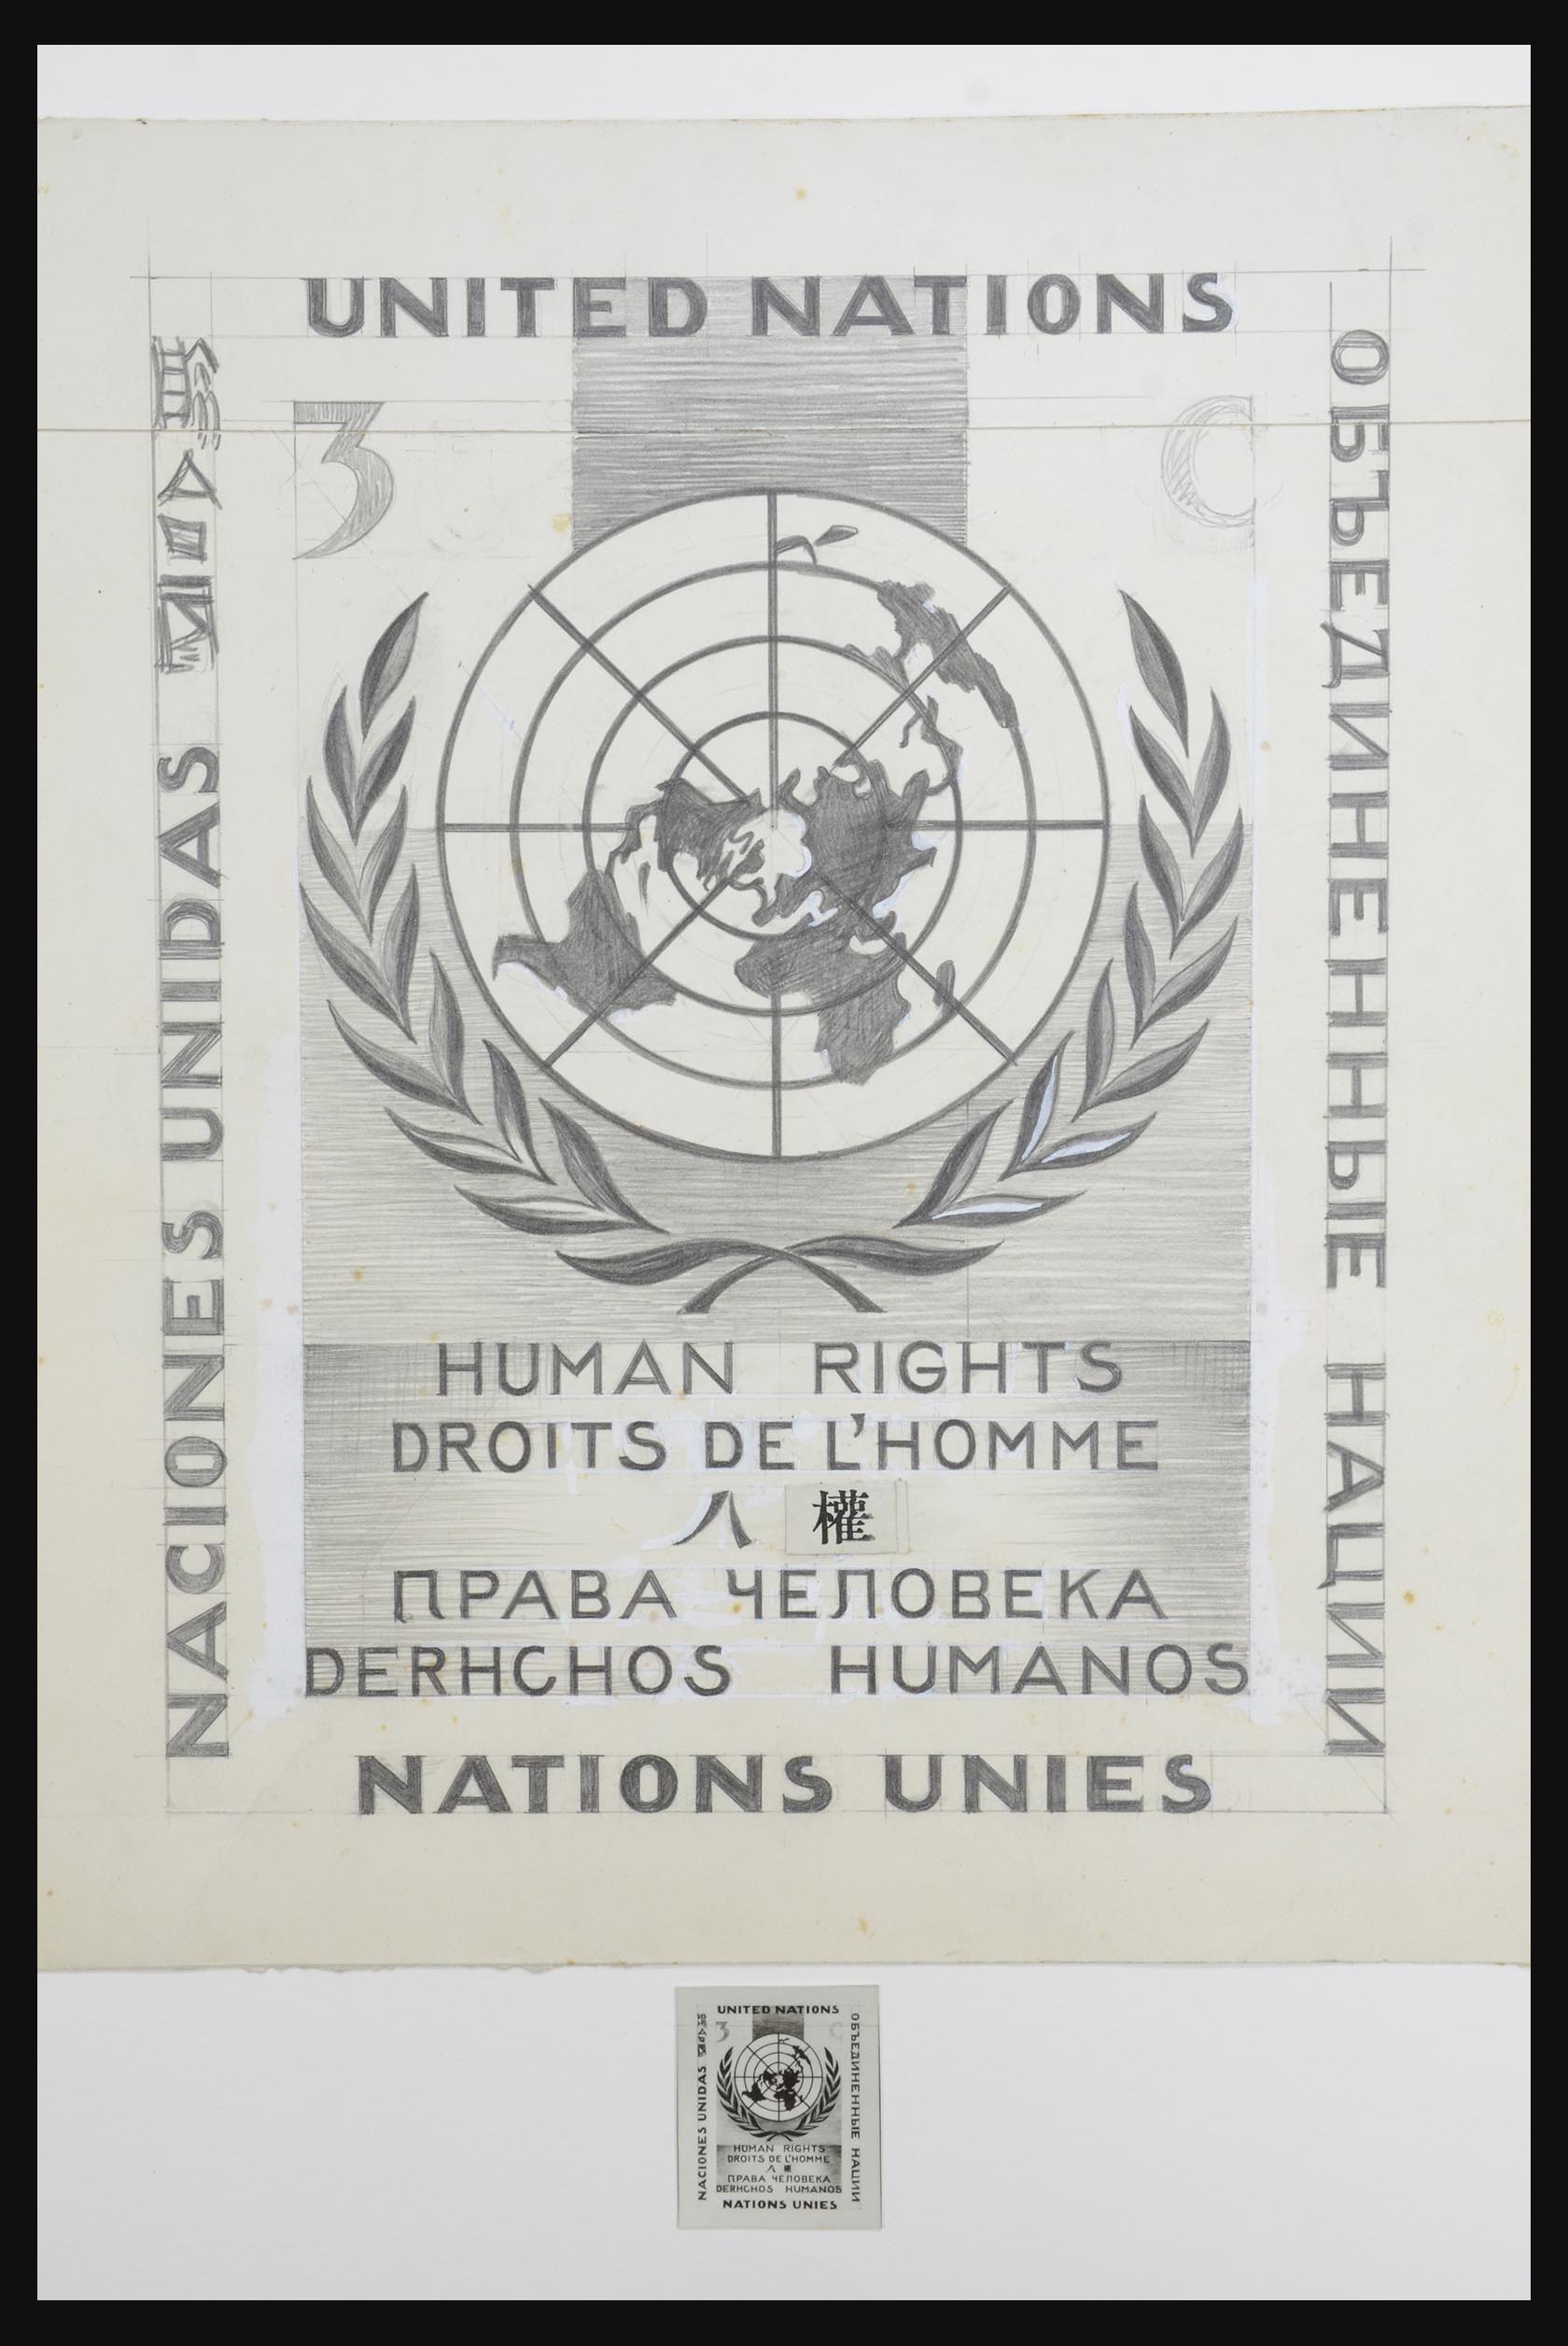 UNITED NATIONS
3 C
NACIONES UNIDAS
ОБЪЕДИНЕННЫЕ НАЦИИ
HUMAN RIGHTS
DROITS DE L'HOMME
人 權
ПРАВА ЧЕЛОВЕКА
DERHCHOS HUMANOS
NATIONS UNIES
UNITED NATIONS
3 C
NACIONES UNIDAS
ОБЪЕДИНЕННЫЕ НАЦИИ
HUMAN RIGHTS
DROITS DE L'HOMME
ПРАВА ЧЕЛОВЕКА
DERHCHOS HUMANOS
NATIONS UNIES